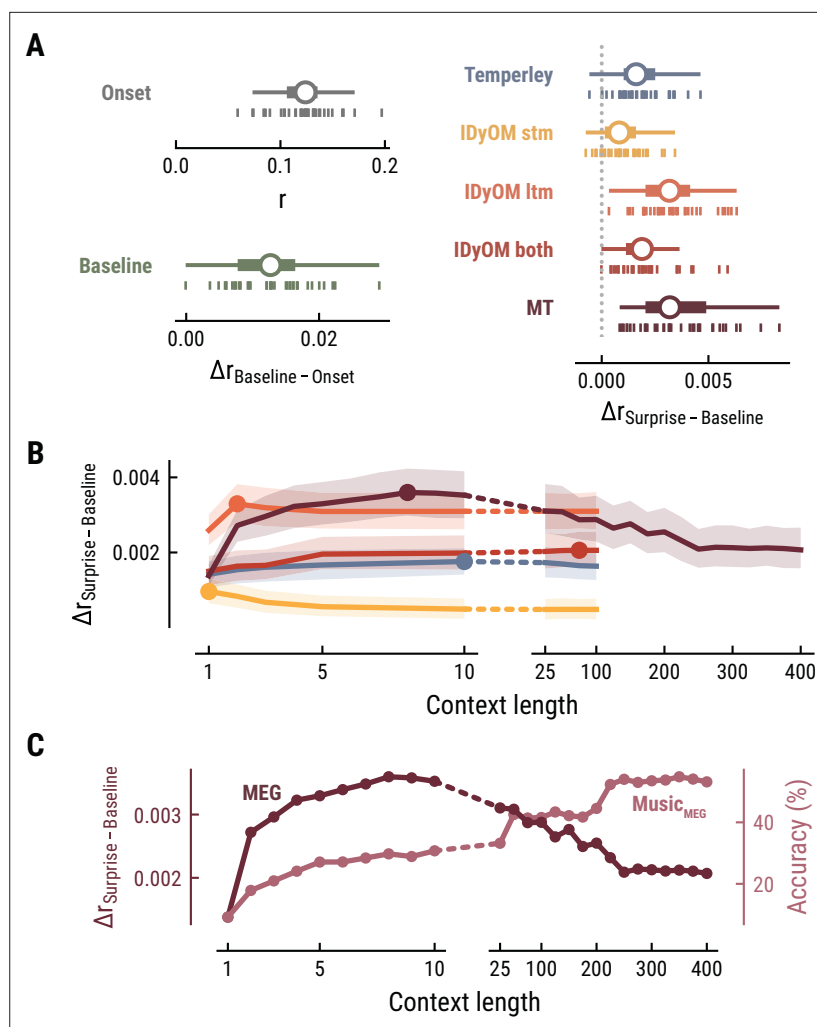 A
Onset
0.0 0.1 0.2
r
Baseline
0.00 0.02
Δr Baseline – Onset
Temperley
IDyOM stm
IDyOM ltm
IDyOM both
MT
0.000 0.005
Δr Surprise – Baseline
B
Δr Surprise – Baseline
0.004
0.002
1 5 10 25 100 200 300 400
Context length
C
Δr Surprise – Baseline
0.003
0.002
MEG
Music MEG
Accuracy (%)
40
20
1 5 10 25 100 200 300 400
Context length